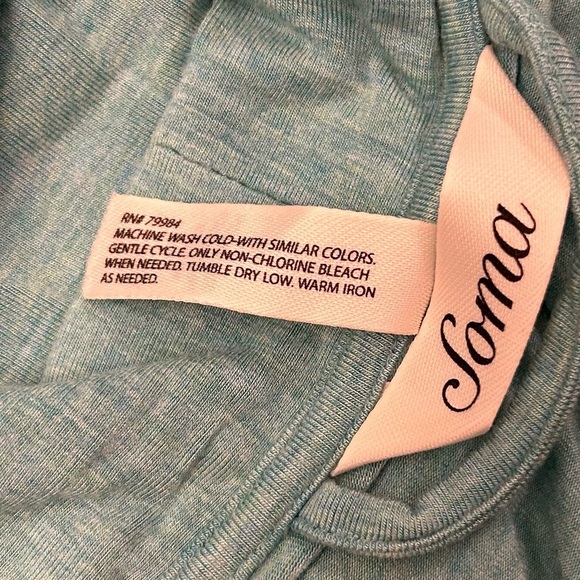 RN# 79984
MACHINE WASH COLD-WITH SIMILAR COLORS.
GENTLE CYCLE. ONLY NON-CHLORINE BLEACH
WHEN NEEDED. TUMBLE DRY LOW. WARM IRON
AS NEEDED.
Soma